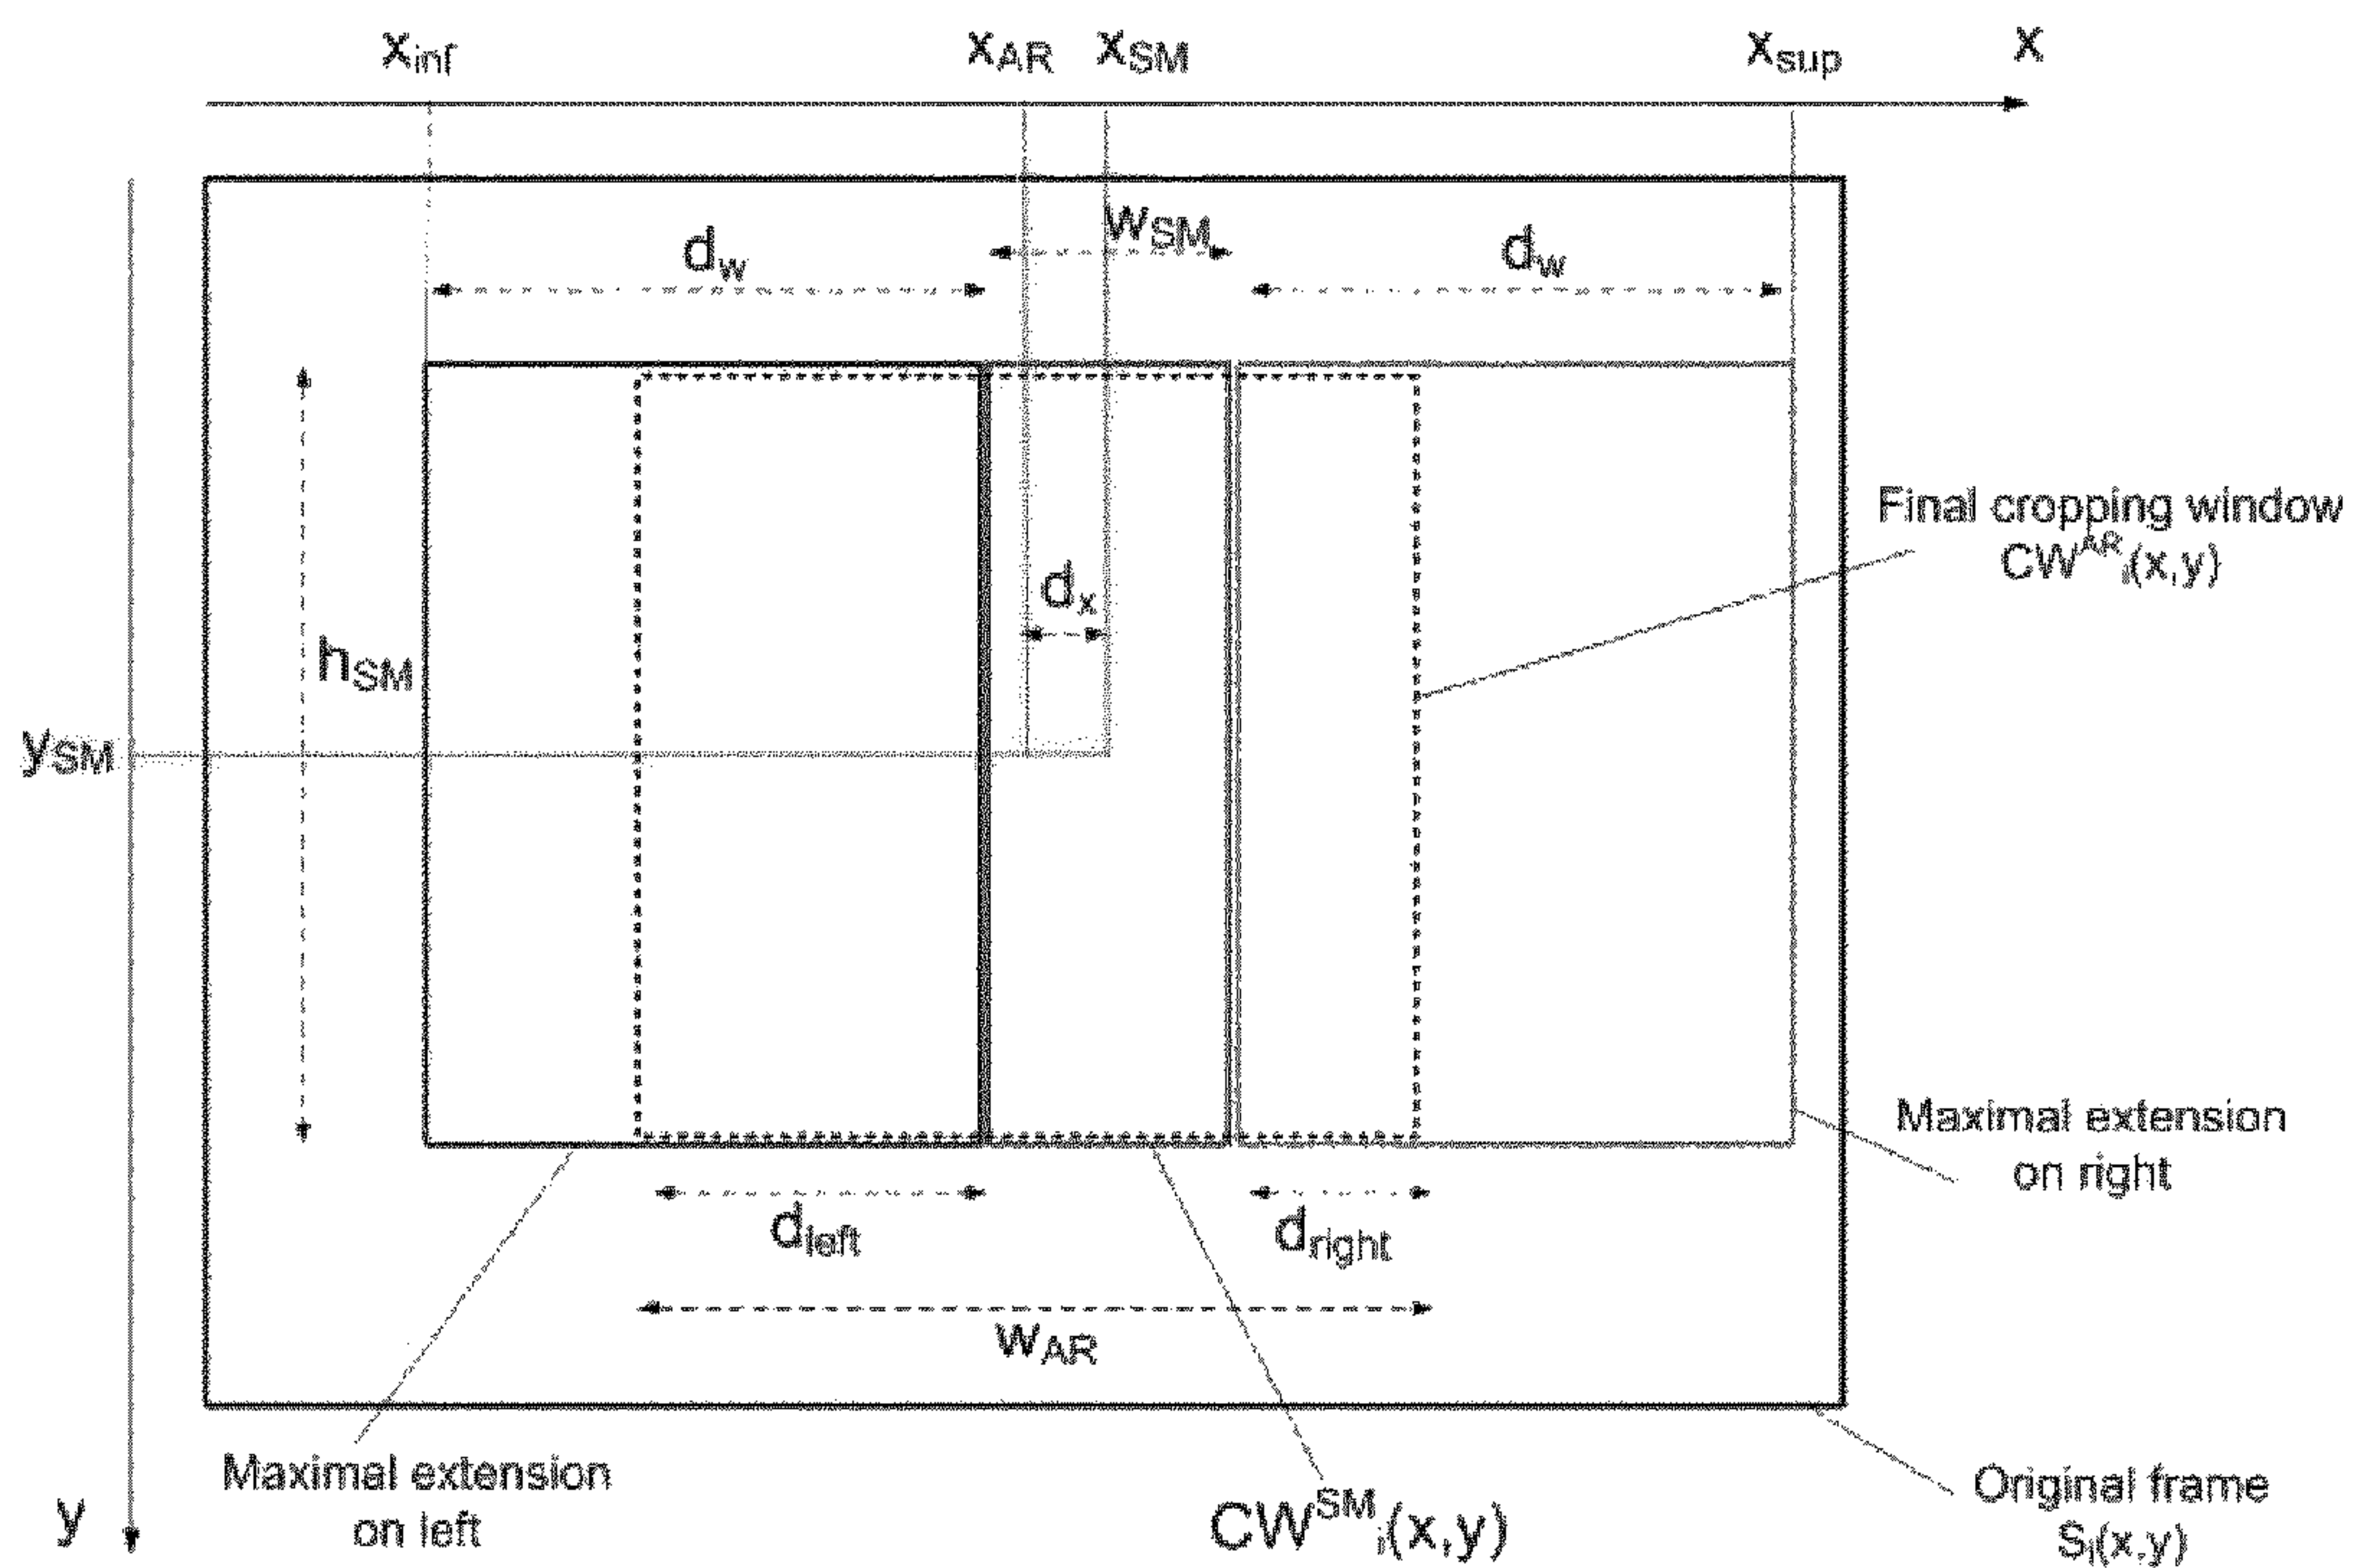 x_inf x_AR x_SM x_sup x
w_SM
d_w d_w
Final cropping window
CW^AR_i(x,y)
d_x
h_SM
y_SM
Maximal extension
on right
d_left d_right
w_AR
Maximal extension
on left
CW^SM_i(x,y)
Original frame
S_i(x,y)
y